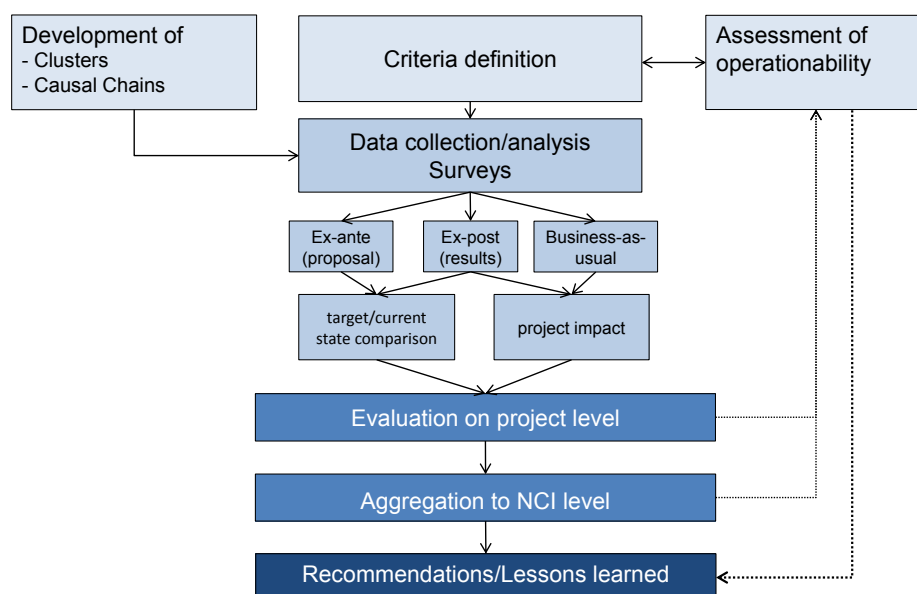 Development of
- Clusters
- Causal Chains
Criteria definition
Assessment of
operationability
Data collection/analysis
Surveys
Ex-ante
(proposal)
Ex-post
(results)
Business-as-
usual
target/current
state comparison
project impact
Evaluation on project level
Aggregation to NCI level
Recommendations/Lessons learned